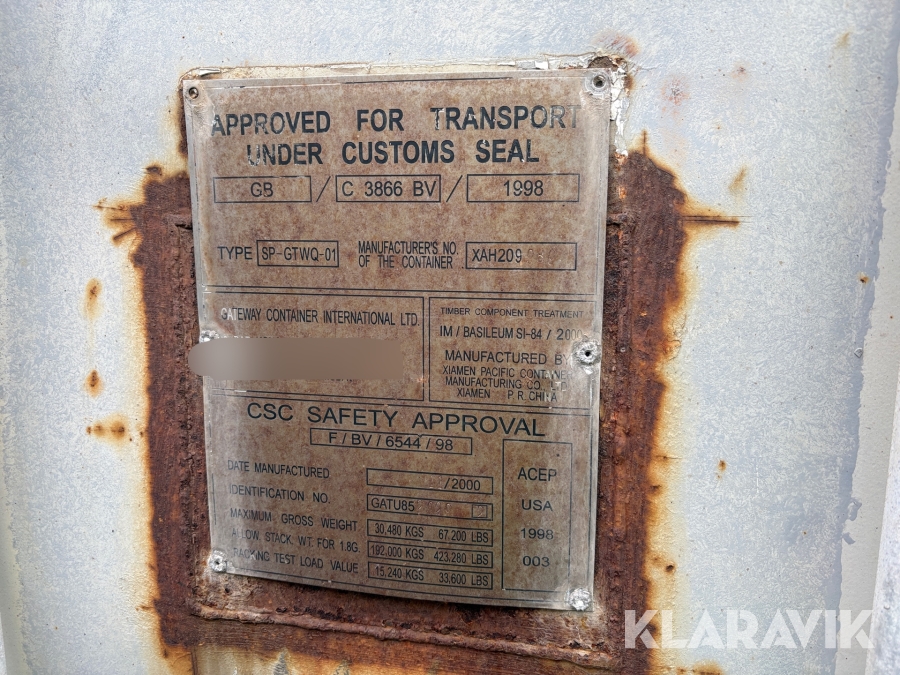 APPROVED FOR TRANSPORT
UNDER CUSTOMS SEAL
GB / C 3866 BV / 1998
TYPE SP-GTWQ-01 MANUFACTURER'S NO. OF THE CONTAINER XAH209
GATEWAY CONTAINER INTERNATIONAL LTD.
TIMBER COMPONENT TREATMENT
IM / BASILEUM SI-84 / 2000
MANUFACTURED BY
XIAMEN PACIFIC CONTAINER
MANUFACTURING CO.
XIAMEN P.R.CHINA
CSC SAFETY APPROVAL
F / BV / 6544 / 98
DATE MANUFACTURED /2000
IDENTIFICATION NO. GATU85
MAXIMUM GROSS WEIGHT 30.480 KGS 67.200 LBS
ALLOW. STACK. WT. FOR 1.8G. 192.000 KGS 423.280 LBS
RACKING TEST LOAD VALUE 15.240 KGS 33,600 LBS
ACEP
USA
1998
003
KLARAVIK